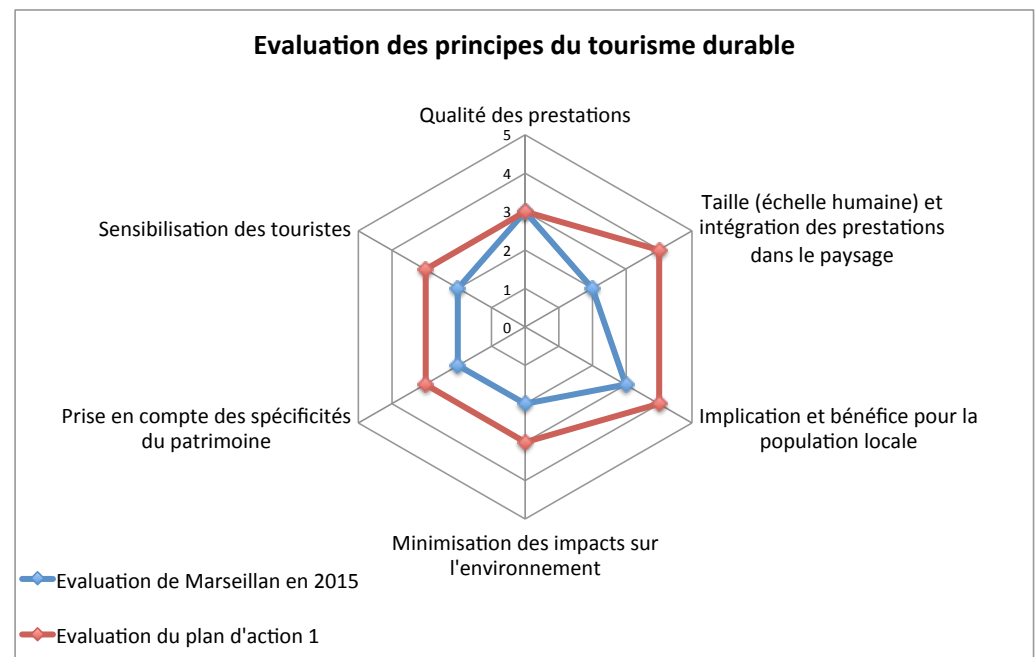 Evaluation des principes du tourisme durable
Qualité des prestations
5
4
3
2
1
0
Taille (échelle humaine) et
intégration des prestations
dans le paysage
Implication et bénéfice pour la
population locale
Minimisation des impacts sur
l'environnement
Prise en compte des spécificités
du patrimoine
Sensibilisation des touristes
Evaluation de Marseillan en 2015
Evaluation du plan d'action 1